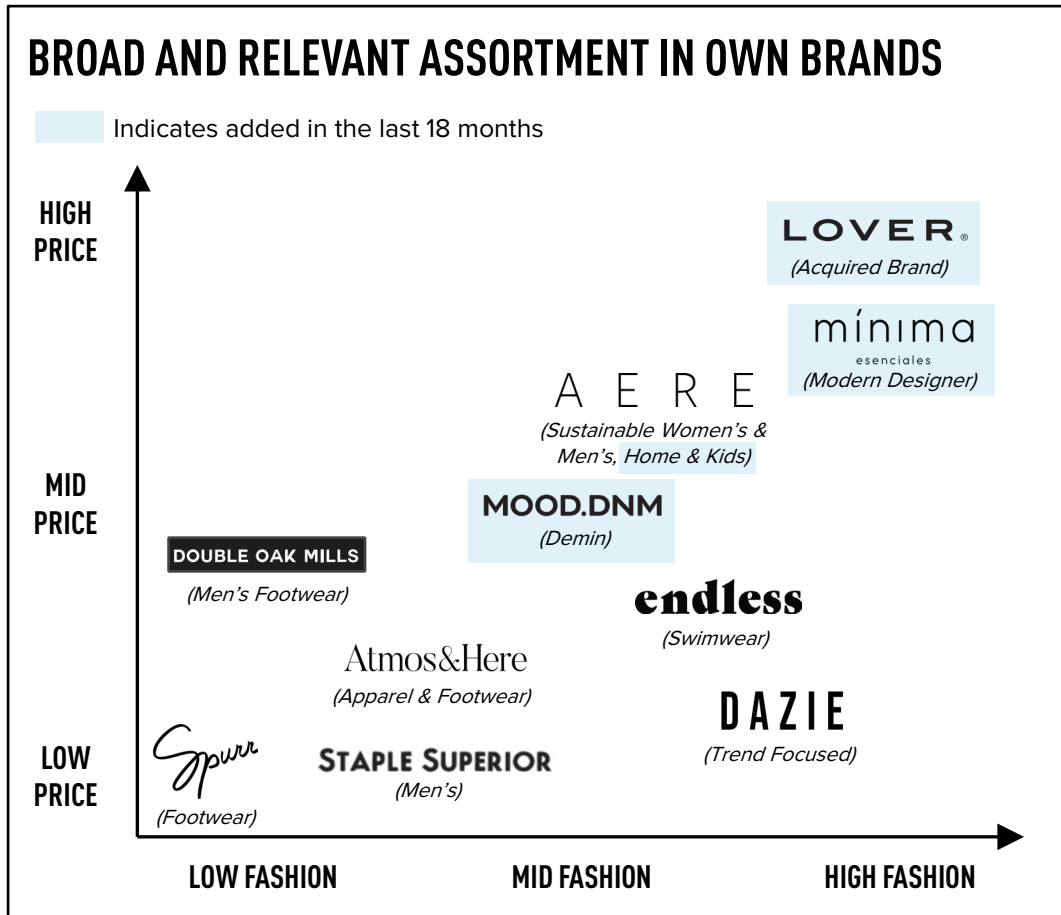 BROAD AND RELEVANT ASSORTMENT IN OWN BRANDS
Indicates added in the last 18 months
HIGH
PRICE
LOVER®
(Acquired Brand)
mínıma
esenciales
(Modern Designer)
AERE
(Sustainable Women's &
Men's, Home & Kids)
MID
PRICE
MOOD.DNM
(Demin)
DOUBLE OAK MILLS
(Men's Footwear)
endless
(Swimwear)
Atmos&Here
(Apparel & Footwear)
DAZIE
(Trend Focused)
LOW
PRICE
Spurr
(Footwear)
STAPLE SUPERIOR
(Men's)
LOW FASHION
MID FASHION
HIGH FASHION